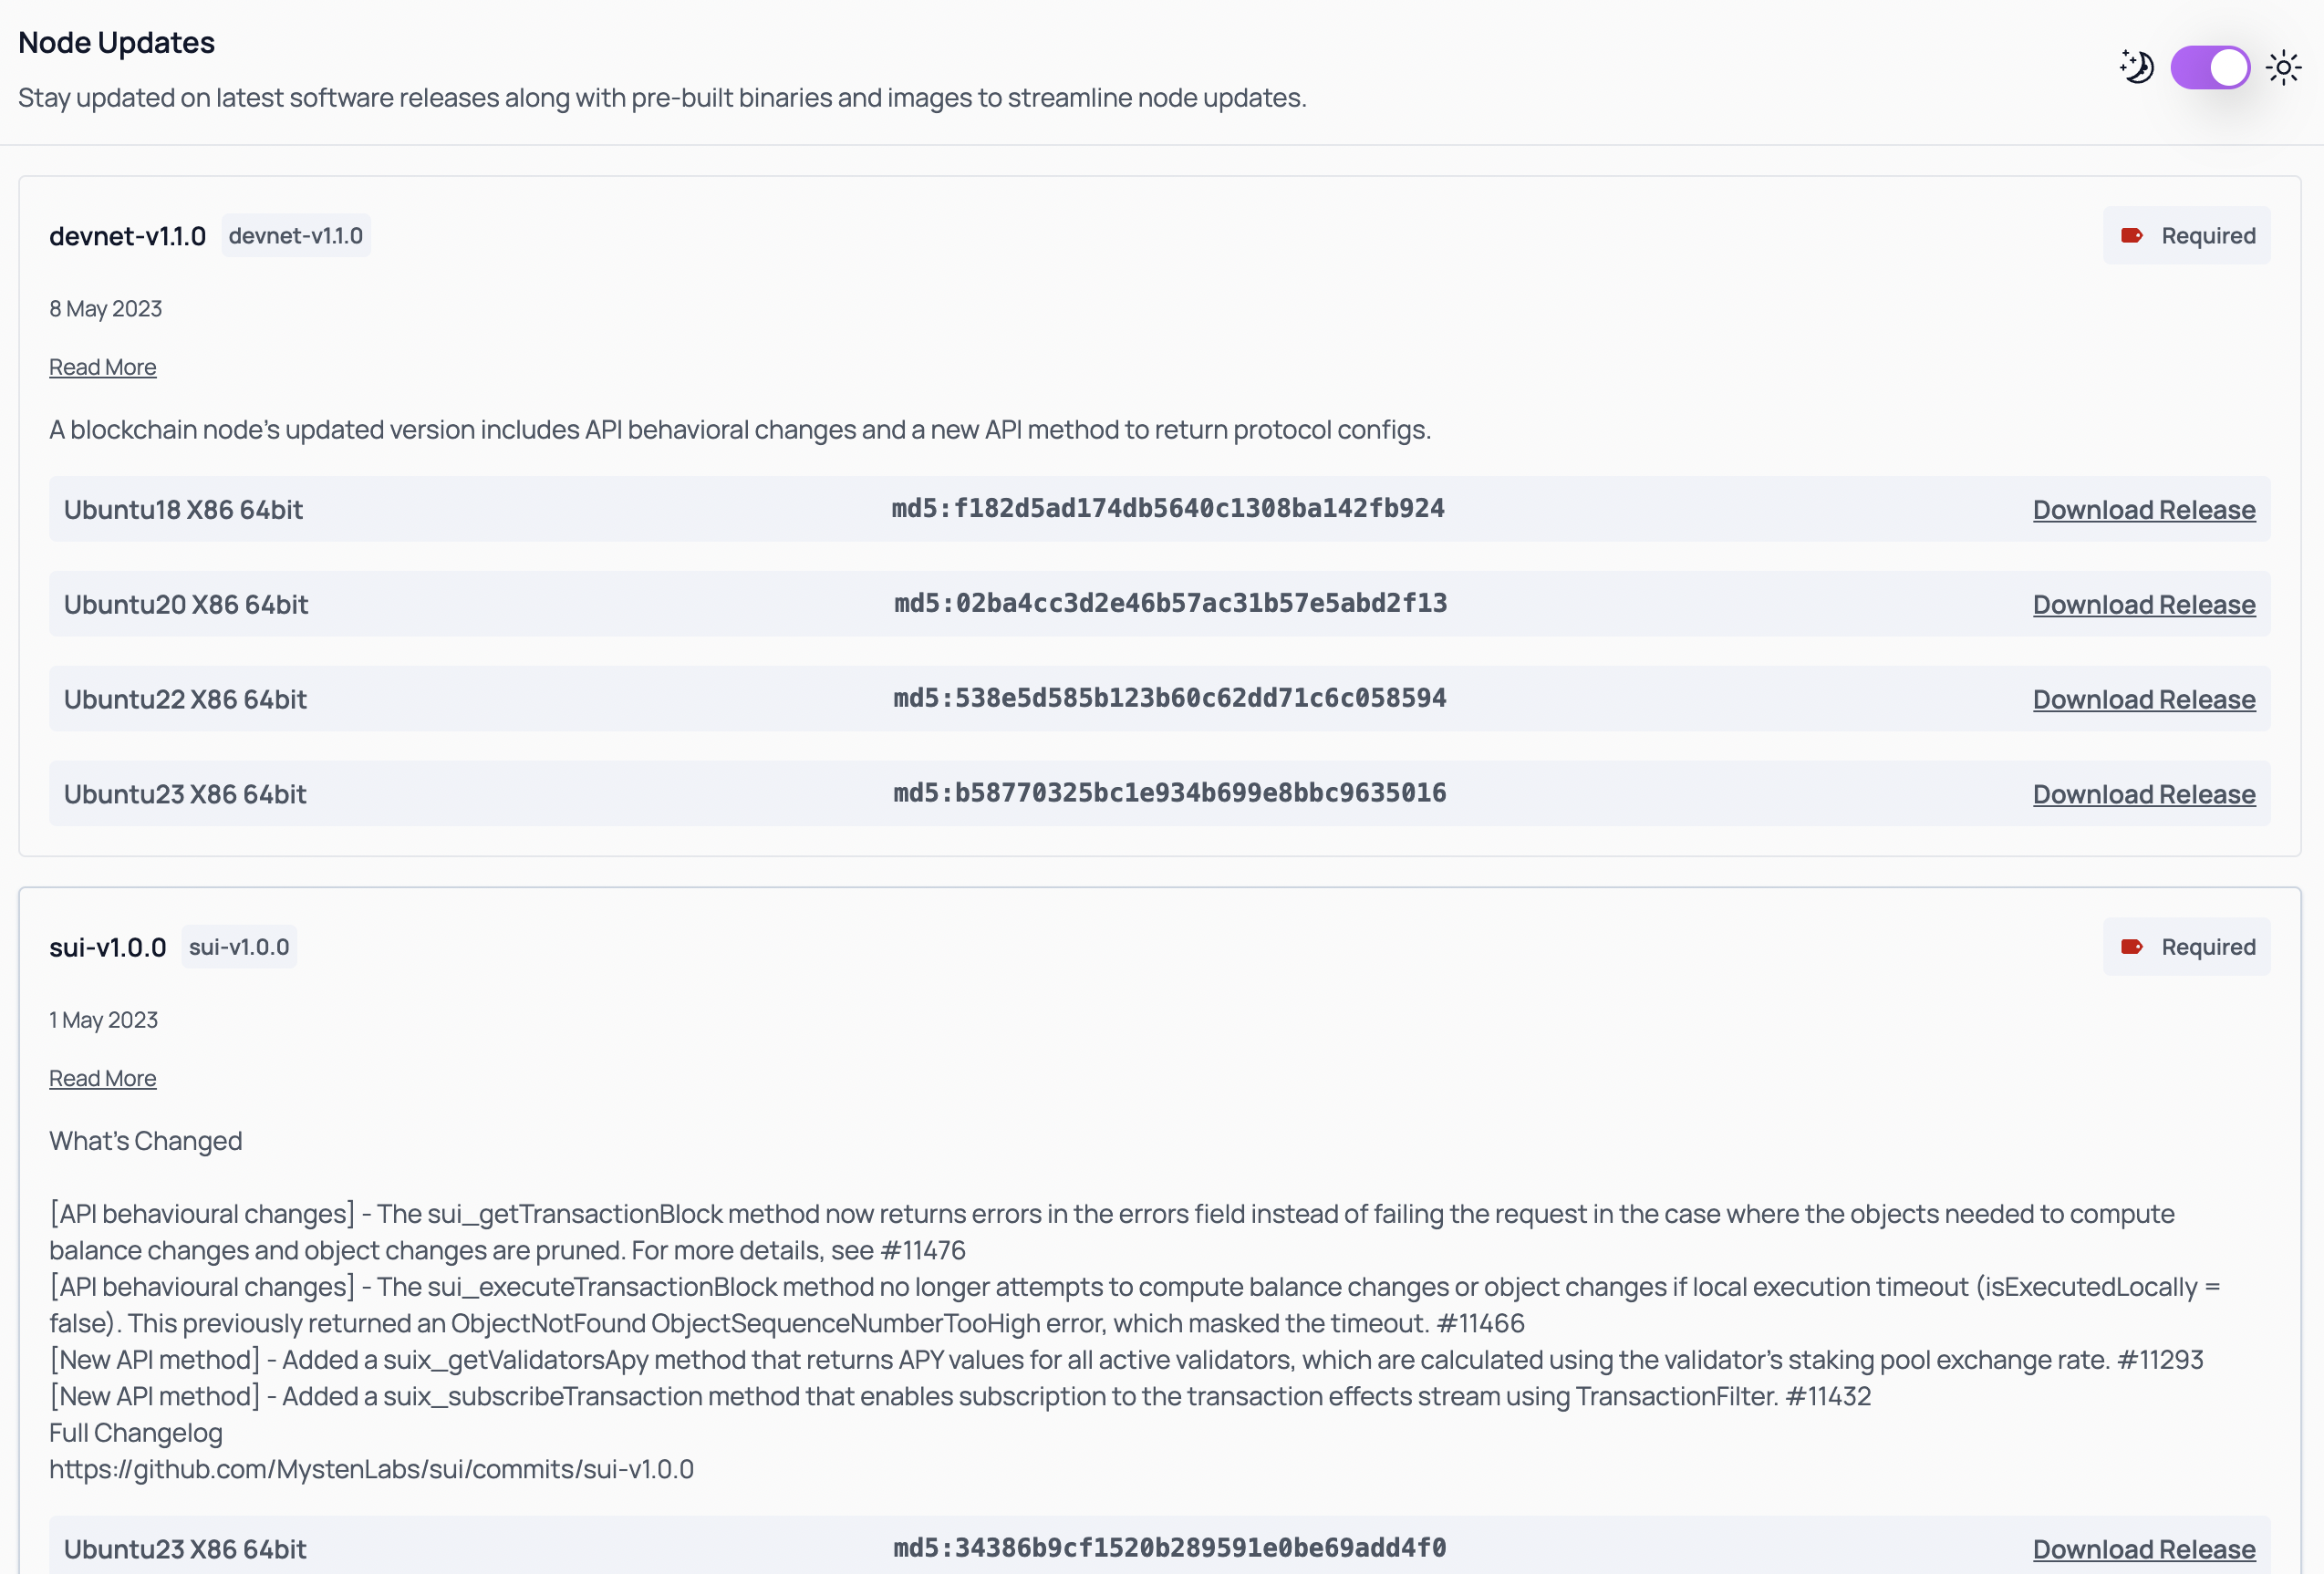 Node Updates
Stay updated on latest software releases along with pre-built binaries and images to streamline node updates.
devnet-v1.1.0 devnet-v1.1.0 Required
8 May 2023
Read More
A blockchain node's updated version includes API behavioral changes and a new API method to return protocol configs.
Ubuntu18 X86 64bit md5:f182d5ad174db5640c1308ba142fb924 Download Release
Ubuntu20 X86 64bit md5:02ba4cc3d2e46b57ac31b57e5abd2f13 Download Release
Ubuntu22 X86 64bit md5:538e5d585b123b60c62dd71c6c058594 Download Release
Ubuntu23 X86 64bit md5:b58770325bc1e934b699e8bbc9635016 Download Release
sui-v1.0.0 sui-v1.0.0 Required
1 May 2023
Read More
What's Changed
[API behavioural changes] - The sui_getTransactionBlock method now returns errors in the errors field instead of failing the request in the case where the objects needed to compute
balance changes and object changes are pruned. For more details, see #11476
[API behavioural changes] - The sui_executeTransactionBlock method no longer attempts to compute balance changes or object changes if local execution timeout (isExecutedLocally =
false). This previously returned an ObjectNotFound ObjectSequenceNumberTooHigh error, which masked the timeout. #11466
[New API method] - Added a suix_getValidatorsApy method that returns APY values for all active validators, which are calculated using the validator's staking pool exchange rate. #11293
[New API method] - Added a suix_subscribeTransaction method that enables subscription to the transaction effects stream using TransactionFilter. #11432
Full Changelog
https://github.com/MystenLabs/sui/commits/sui-v1.0.0
Ubuntu23 X86 64bit md5:34386b9cf1520b289591e0be69add4f0 Download Release